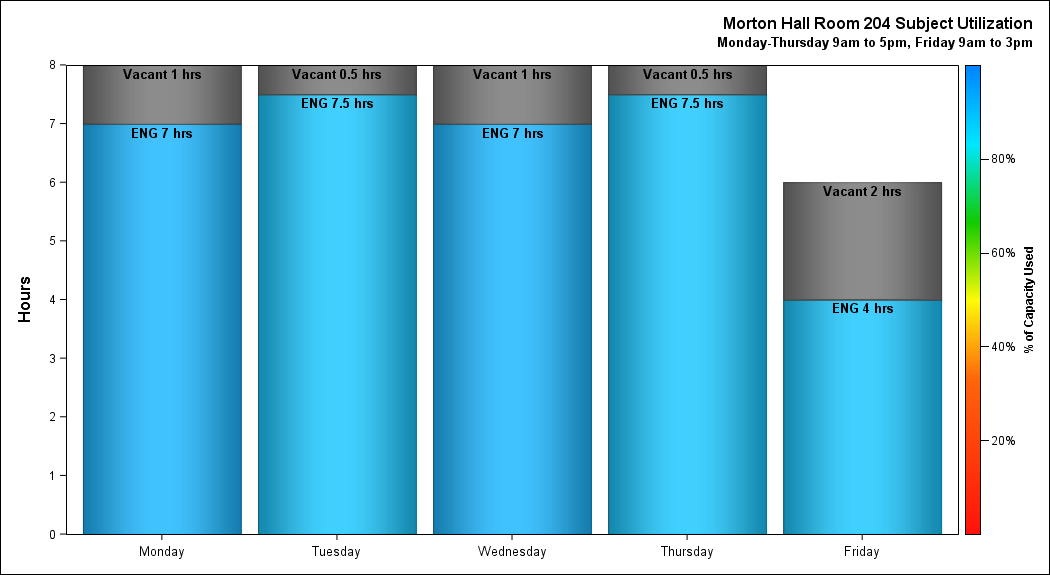 Morton Hall Room 204 Subject Utilization
Monday-Thursday 9am to 5pm, Friday 9am to 3pm
Hours
8
7
6
5
4
3
2
1
0
Vacant 1 hrs
ENG 7 hrs
Vacant 0.5 hrs
ENG 7.5 hrs
Vacant 1 hrs
ENG 7 hrs
Vacant 0.5 hrs
ENG 7.5 hrs
Vacant 2 hrs
ENG 4 hrs
Monday
Tuesday
Wednesday
Thursday
Friday
80%
60%
40%
20%
% of Capacity Used